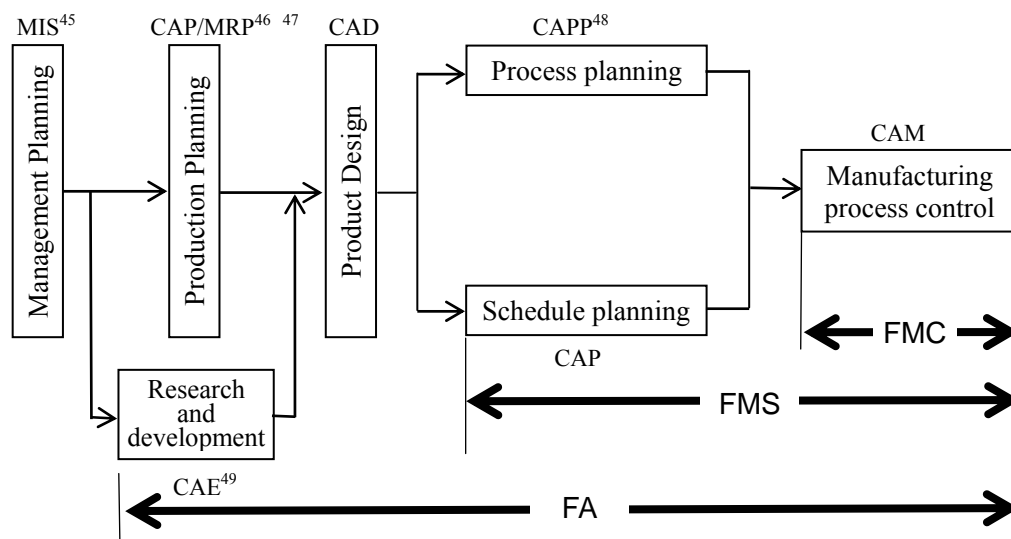 MIS45
CAP/MRP46 47
CAD
CAPP48
Management Planning
Production Planning
Product Design
Process planning
CAM
Manufacturing
process control
Schedule planning
CAP
FMC
Research
and
development
FMS
CAE49
FA